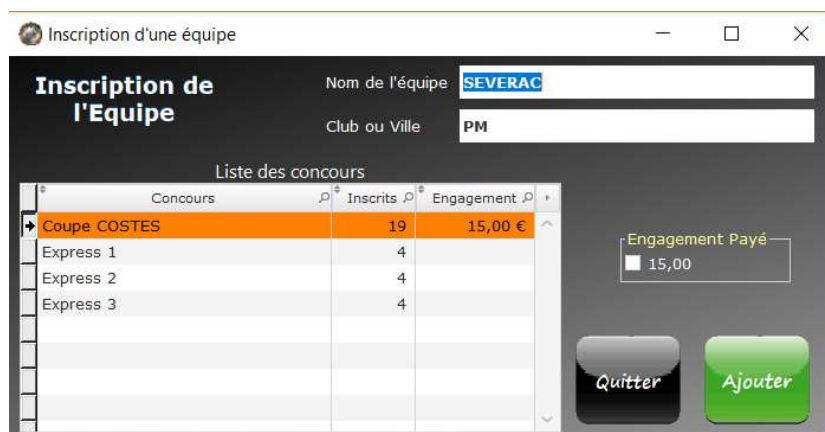 Inscription d'une équipe
Inscription de
l'Equipe
Nom de l'équipe SEVERAC
Club ou Ville PM
Liste des concours
Concours Inscrits Engagement
Coupe COSTES 19 15,00 €
Express 1 4
Express 2 4
Express 3 4
Engagement Payé
15,00
Quitter Ajouter